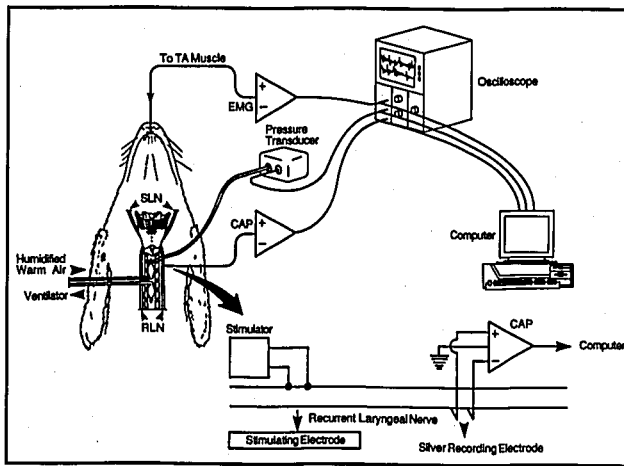 To TA Muscle
+
EMG
−
Oscilloscope
Pressure
Transducer
SLN
CAP
+
−
Computer
Humidified
Warm Air
Ventilator
RLN
Stimulator
CAP
+
−
Computer
Recurrent Laryngeal Nerve
Stimulating Electrode
Silver Recording Electrode